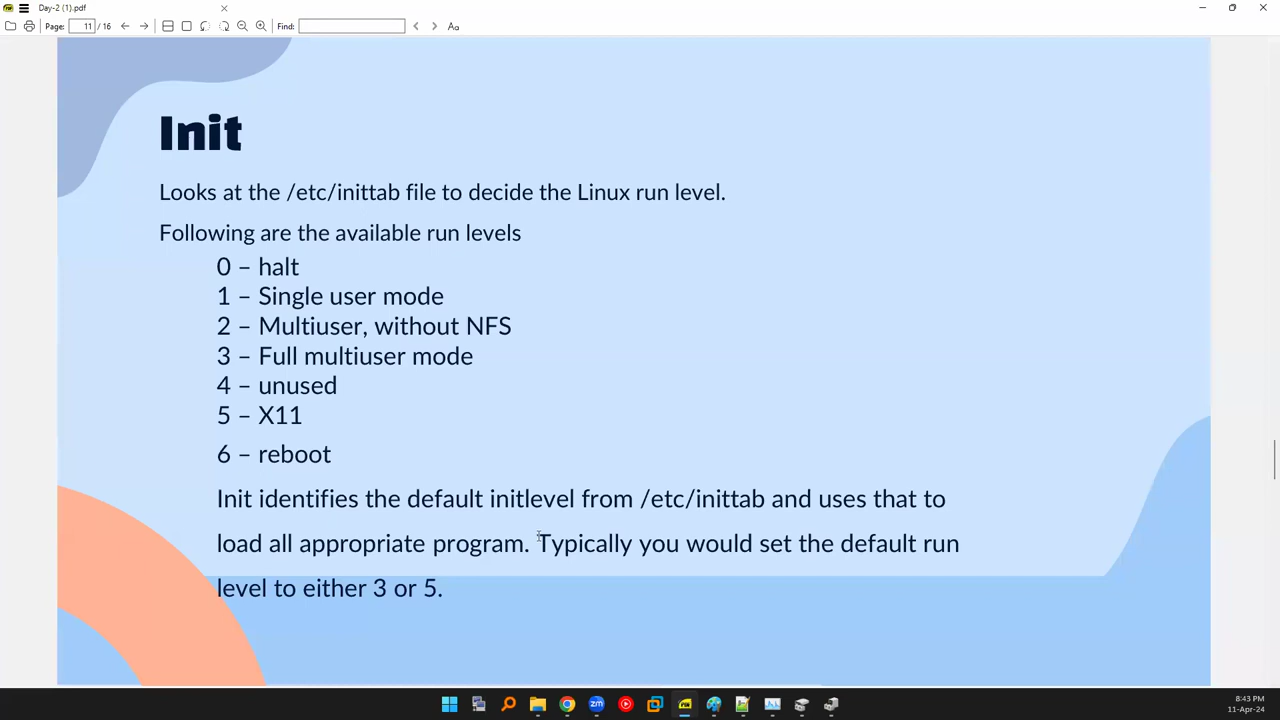 Day-2 (1).pdf
Page: 11 / 16 Find: Aa
Init
Looks at the /etc/inittab file to decide the Linux run level.
Following are the available run levels
0 – halt
1 – Single user mode
2 – Multiuser, without NFS
3 – Full multiuser mode
4 – unused
5 – X11
6 – reboot
Init identifies the default initlevel from /etc/inittab and uses that to
load all appropriate program. Typically you would set the default run
level to either 3 or 5.
zm
8:43 PM
11-Apr-24